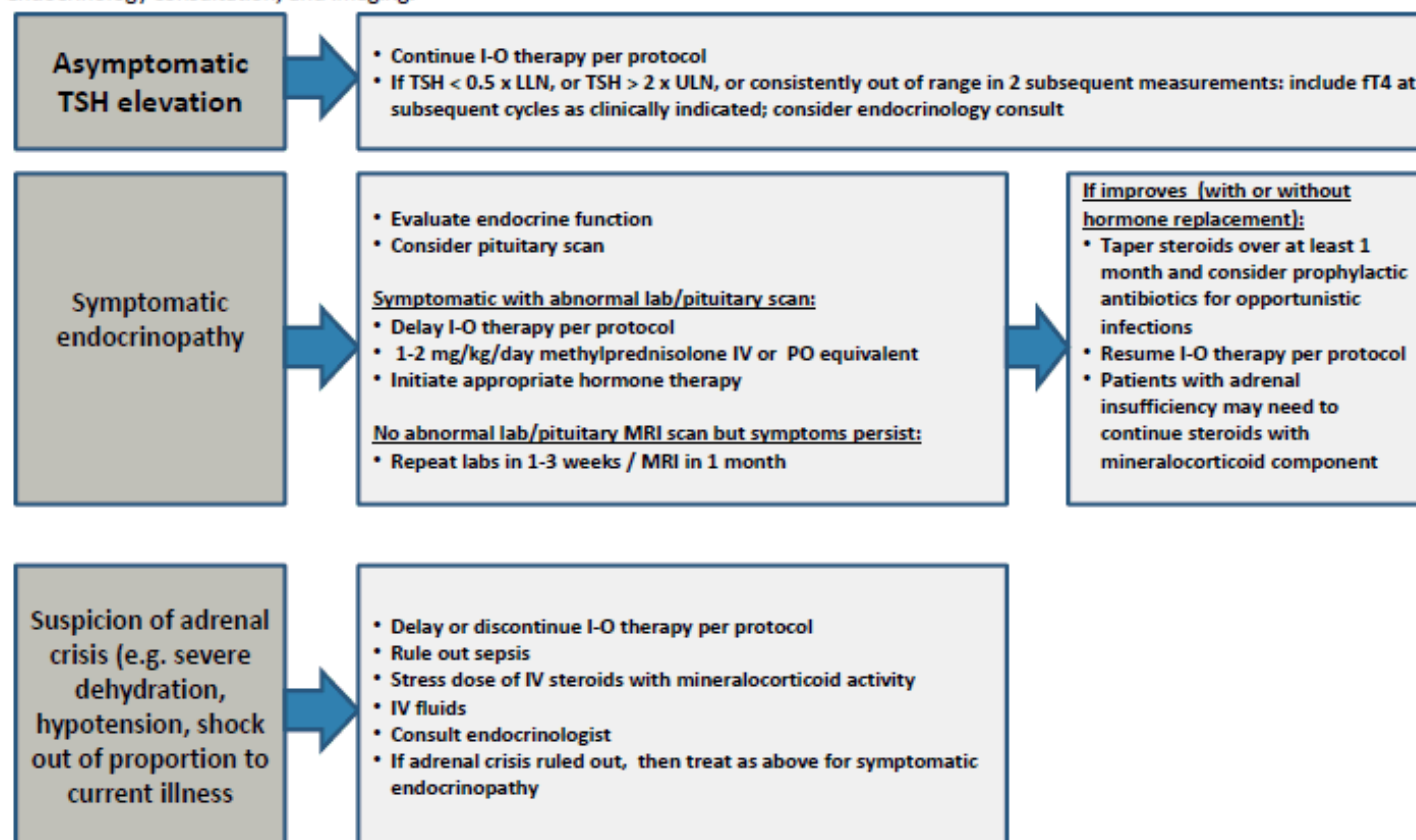 Asymptomatic
TSH elevation
• Continue I-O therapy per protocol
• If TSH < 0.5 x LLN, or TSH > 2 x ULN, or consistently out of range in 2 subsequent measurements: include fT4 at
subsequent cycles as clinically indicated; consider endocrinology consult
Symptomatic
endocrinopathy
• Evaluate endocrine function
• Consider pituitary scan
Symptomatic with abnormal lab/pituitary scan:
• Delay I-O therapy per protocol
• 1-2 mg/kg/day methylprednisolone IV or PO equivalent
• Initiate appropriate hormone therapy
No abnormal lab/pituitary MRI scan but symptoms persist:
• Repeat labs in 1-3 weeks / MRI in 1 month
If improves (with or without
hormone replacement):
• Taper steroids over at least 1
month and consider prophylactic
antibiotics for opportunistic
infections
• Resume I-O therapy per protocol
• Patients with adrenal
insufficiency may need to
continue steroids with
mineralocorticoid component
Suspicion of adrenal
crisis (e.g. severe
dehydration,
hypotension, shock
out of proportion to
current illness
• Delay or discontinue I-O therapy per protocol
• Rule out sepsis
• Stress dose of IV steroids with mineralocorticoid activity
• IV fluids
• Consult endocrinologist
• If adrenal crisis ruled out, then treat as above for symptomatic
endocrinopathy